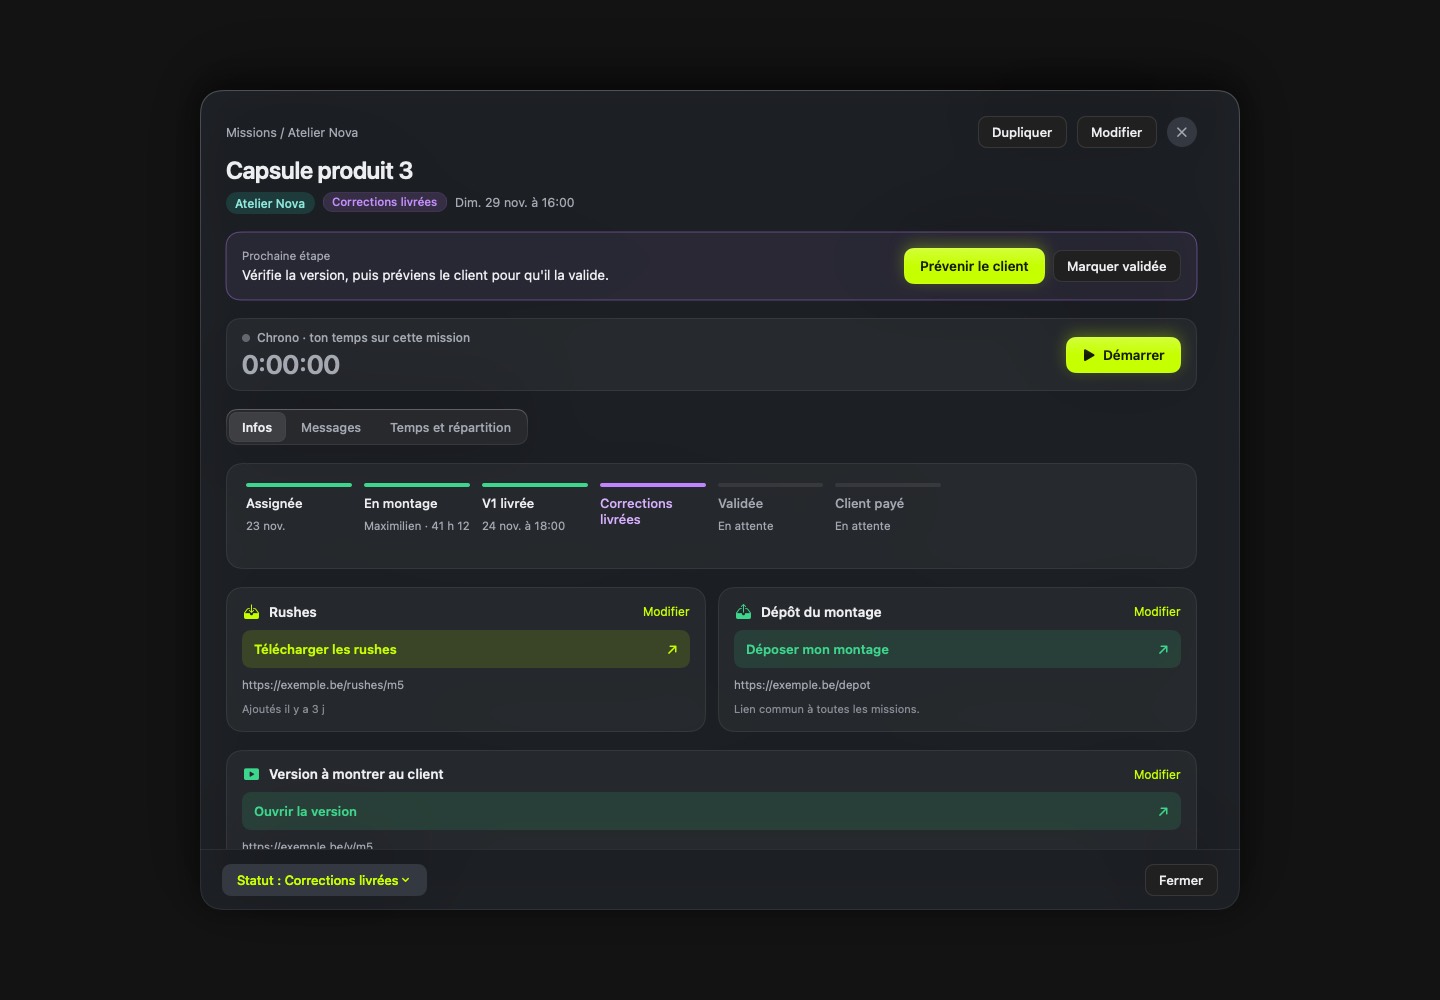 Missions / Atelier Nova
Dupliquer
Modifier
Capsule produit 3
Atelier Nova
Corrections livrées
Dim. 29 nov. à 16:00
Prochaine étape
Vérifie la version, puis préviens le client pour qu'il la valide.
Prévenir le client
Marquer validée
Chrono · ton temps sur cette mission
0:00:00
Démarrer
Infos
Messages
Temps et répartition
Assignée
23 nov.
En montage
Maximilien · 41 h 12
V1 livrée
24 nov. à 18:00
Corrections
livrées
Validée
En attente
Client payé
En attente
Rushes
Modifier
Télécharger les rushes
https://exemple.be/rushes/m5
Ajoutés il y a 3 j
Dépôt du montage
Modifier
Déposer mon montage
https://exemple.be/depot
Lien commun à toutes les missions.
Version à montrer au client
Modifier
Ouvrir la version
https://exemple.be/v/m5
Statut : Corrections livrées
Fermer